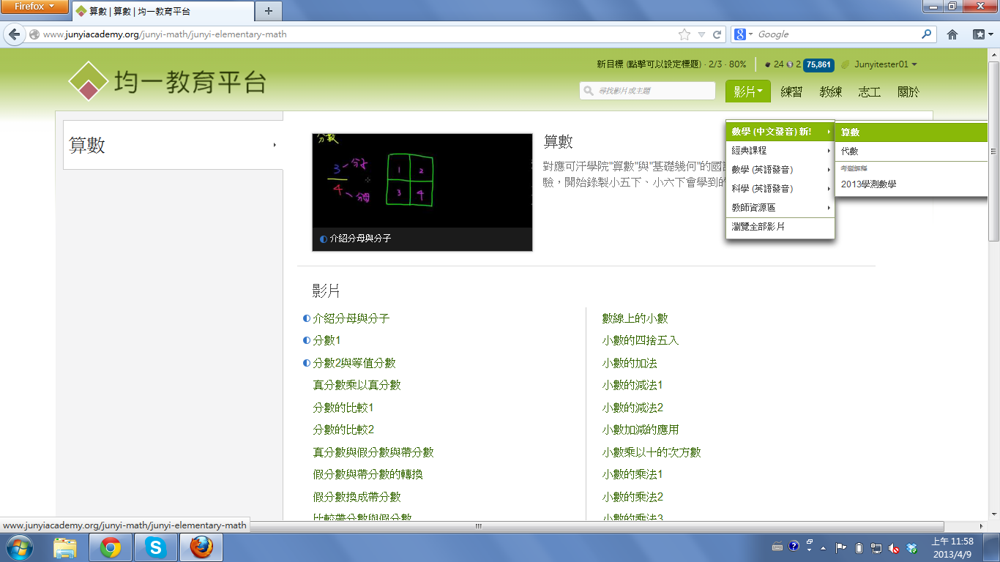 Firefox
算數 | 算數 | 均一教育平台
www.junyiacademy.org/junyi-math/junyi-elementary-math
Google
均一教育平台
新目標 (點擊可以設定標題) · 2/3 · 80%
24
2
75,861
Junyitester01
尋找影片或主題
影片
練習
教練
志工
關於
數學 (中文發音) 新!
經典課程
數學 (英語發音)
科學 (英語發音)
教師資源區
瀏覽全部影片
算數
代數
考題解釋
2013學測數學
算數
分數
3 分子
4 分母
1 2
3 4
介紹分母與分子
算數
對應可汗學院"算數"與"基礎幾何"的國
驗，開始錄製小五下、小六下會學到的
影片
介紹分母與分子
分數1
分數2與等值分數
真分數乘以真分數
分數的比較1
分數的比較2
真分數與假分數與帶分數
假分數與帶分數的轉換
假分數換成帶分數
比較帶分數與假分數
數線上的小數
小數的四捨五入
小數的加法
小數的減法1
小數的減法2
小數加減的應用
小數乘以十的次方數
小數的乘法1
小數的乘法2
小數的乘法3
www.junyiacademy.org/junyi-math/junyi-elementary-math
上午 11:58
2013/4/9